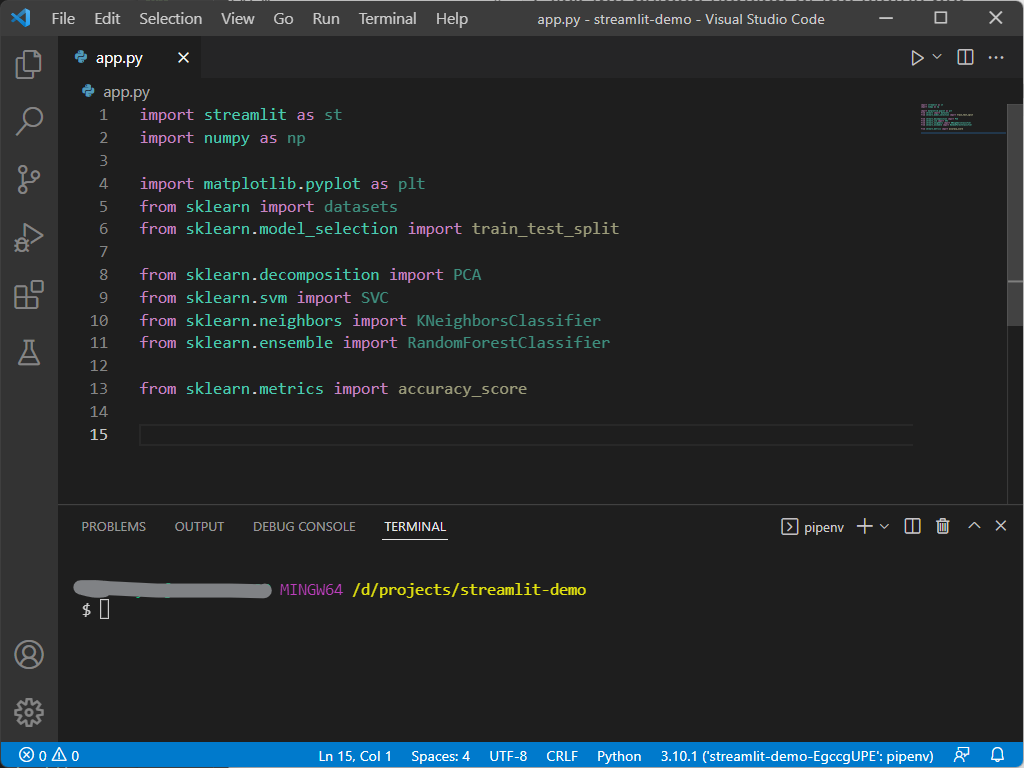 File Edit Selection View Go Run Terminal Help app.py - streamlit-demo - Visual Studio Code
app.py
app.py
1 import streamlit as st
2 import numpy as np
3
4 import matplotlib.pyplot as plt
5 from sklearn import datasets
6 from sklearn.model_selection import train_test_split
7
8 from sklearn.decomposition import PCA
9 from sklearn.svm import SVC
10 from sklearn.neighbors import KNeighborsClassifier
11 from sklearn.ensemble import RandomForestClassifier
12
13 from sklearn.metrics import accuracy_score
14
15
PROBLEMS OUTPUT DEBUG CONSOLE TERMINAL pipenv
MINGW64 /d/projects/streamlit-demo
$
0 0 Ln 15, Col 1 Spaces: 4 UTF-8 CRLF Python 3.10.1 ('streamlit-demo-EgccgUPE': pipenv)